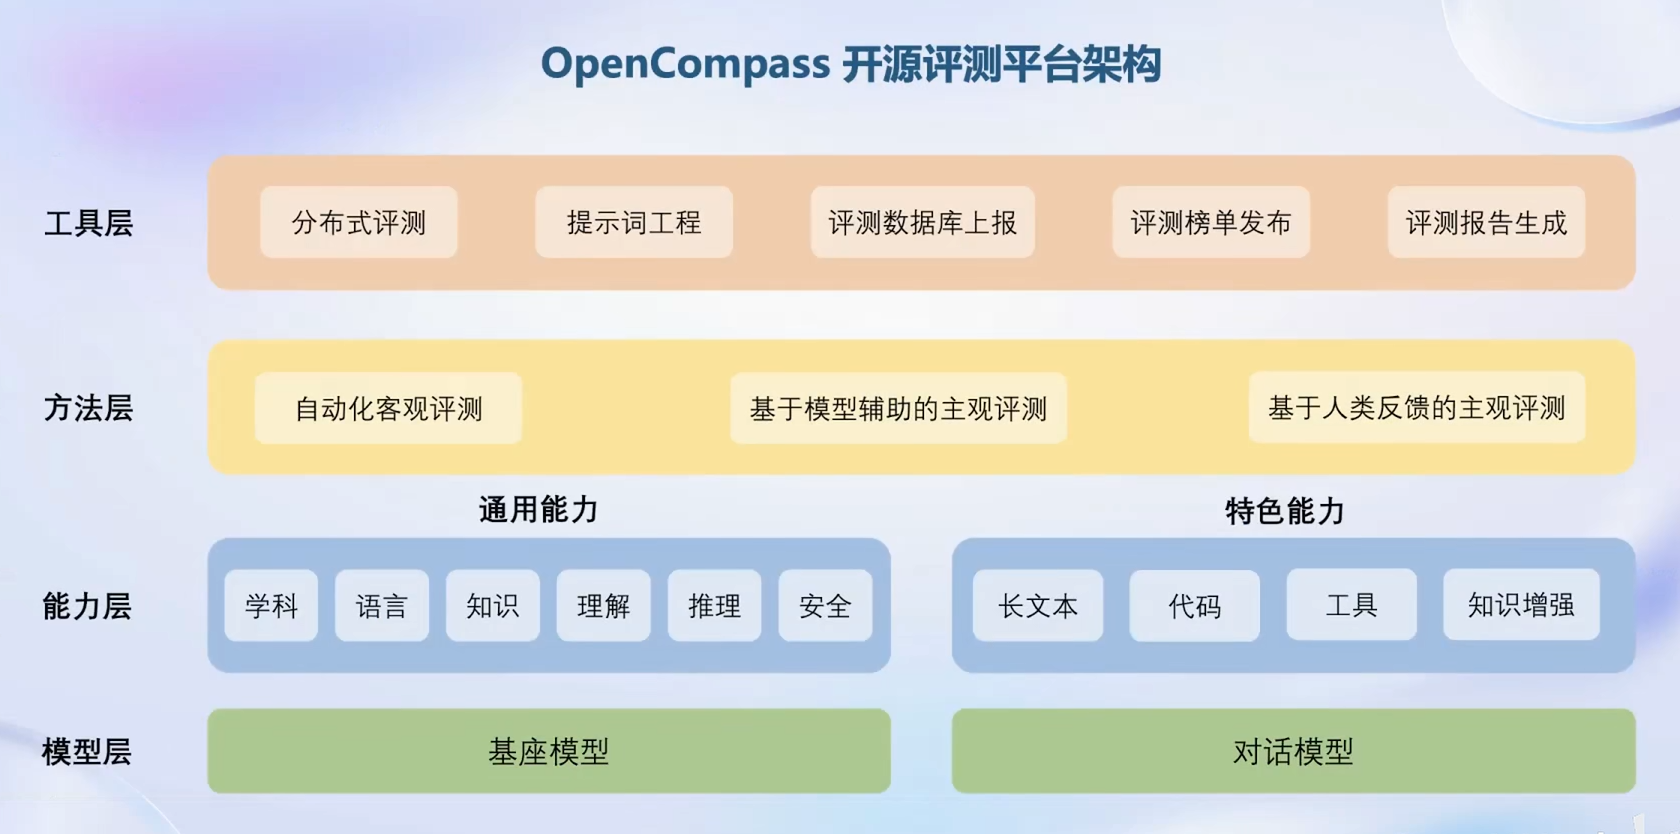 OpenCompass 开源评测平台架构
工具层
分布式评测
提示词工程
评测数据库上报
评测榜单发布
评测报告生成
方法层
自动化客观评测
基于模型辅助的主观评测
基于人类反馈的主观评测
通用能力
特色能力
能力层
学科
语言
知识
理解
推理
安全
长文本
代码
工具
知识增强
模型层
基座模型
对话模型